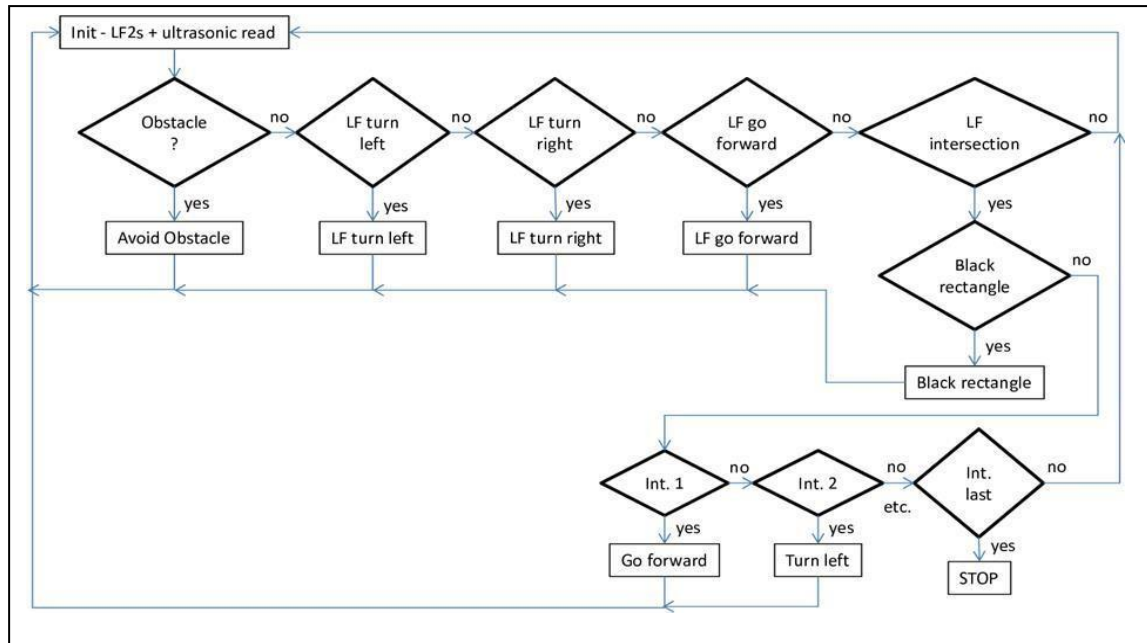 Init - LF2s + ultrasonic read
Obstacle
?
no
LF turn
left
no
LF turn
right
no
LF go
forward
no
LF
intersection
no
yes
yes
yes
yes
yes
Avoid Obstacle
LF turn left
LF turn right
LF go forward
Black
rectangle
no
yes
Black rectangle
Int. 1
no
Int. 2
no
etc.
Int.
last
no
yes
yes
yes
Go forward
Turn left
STOP